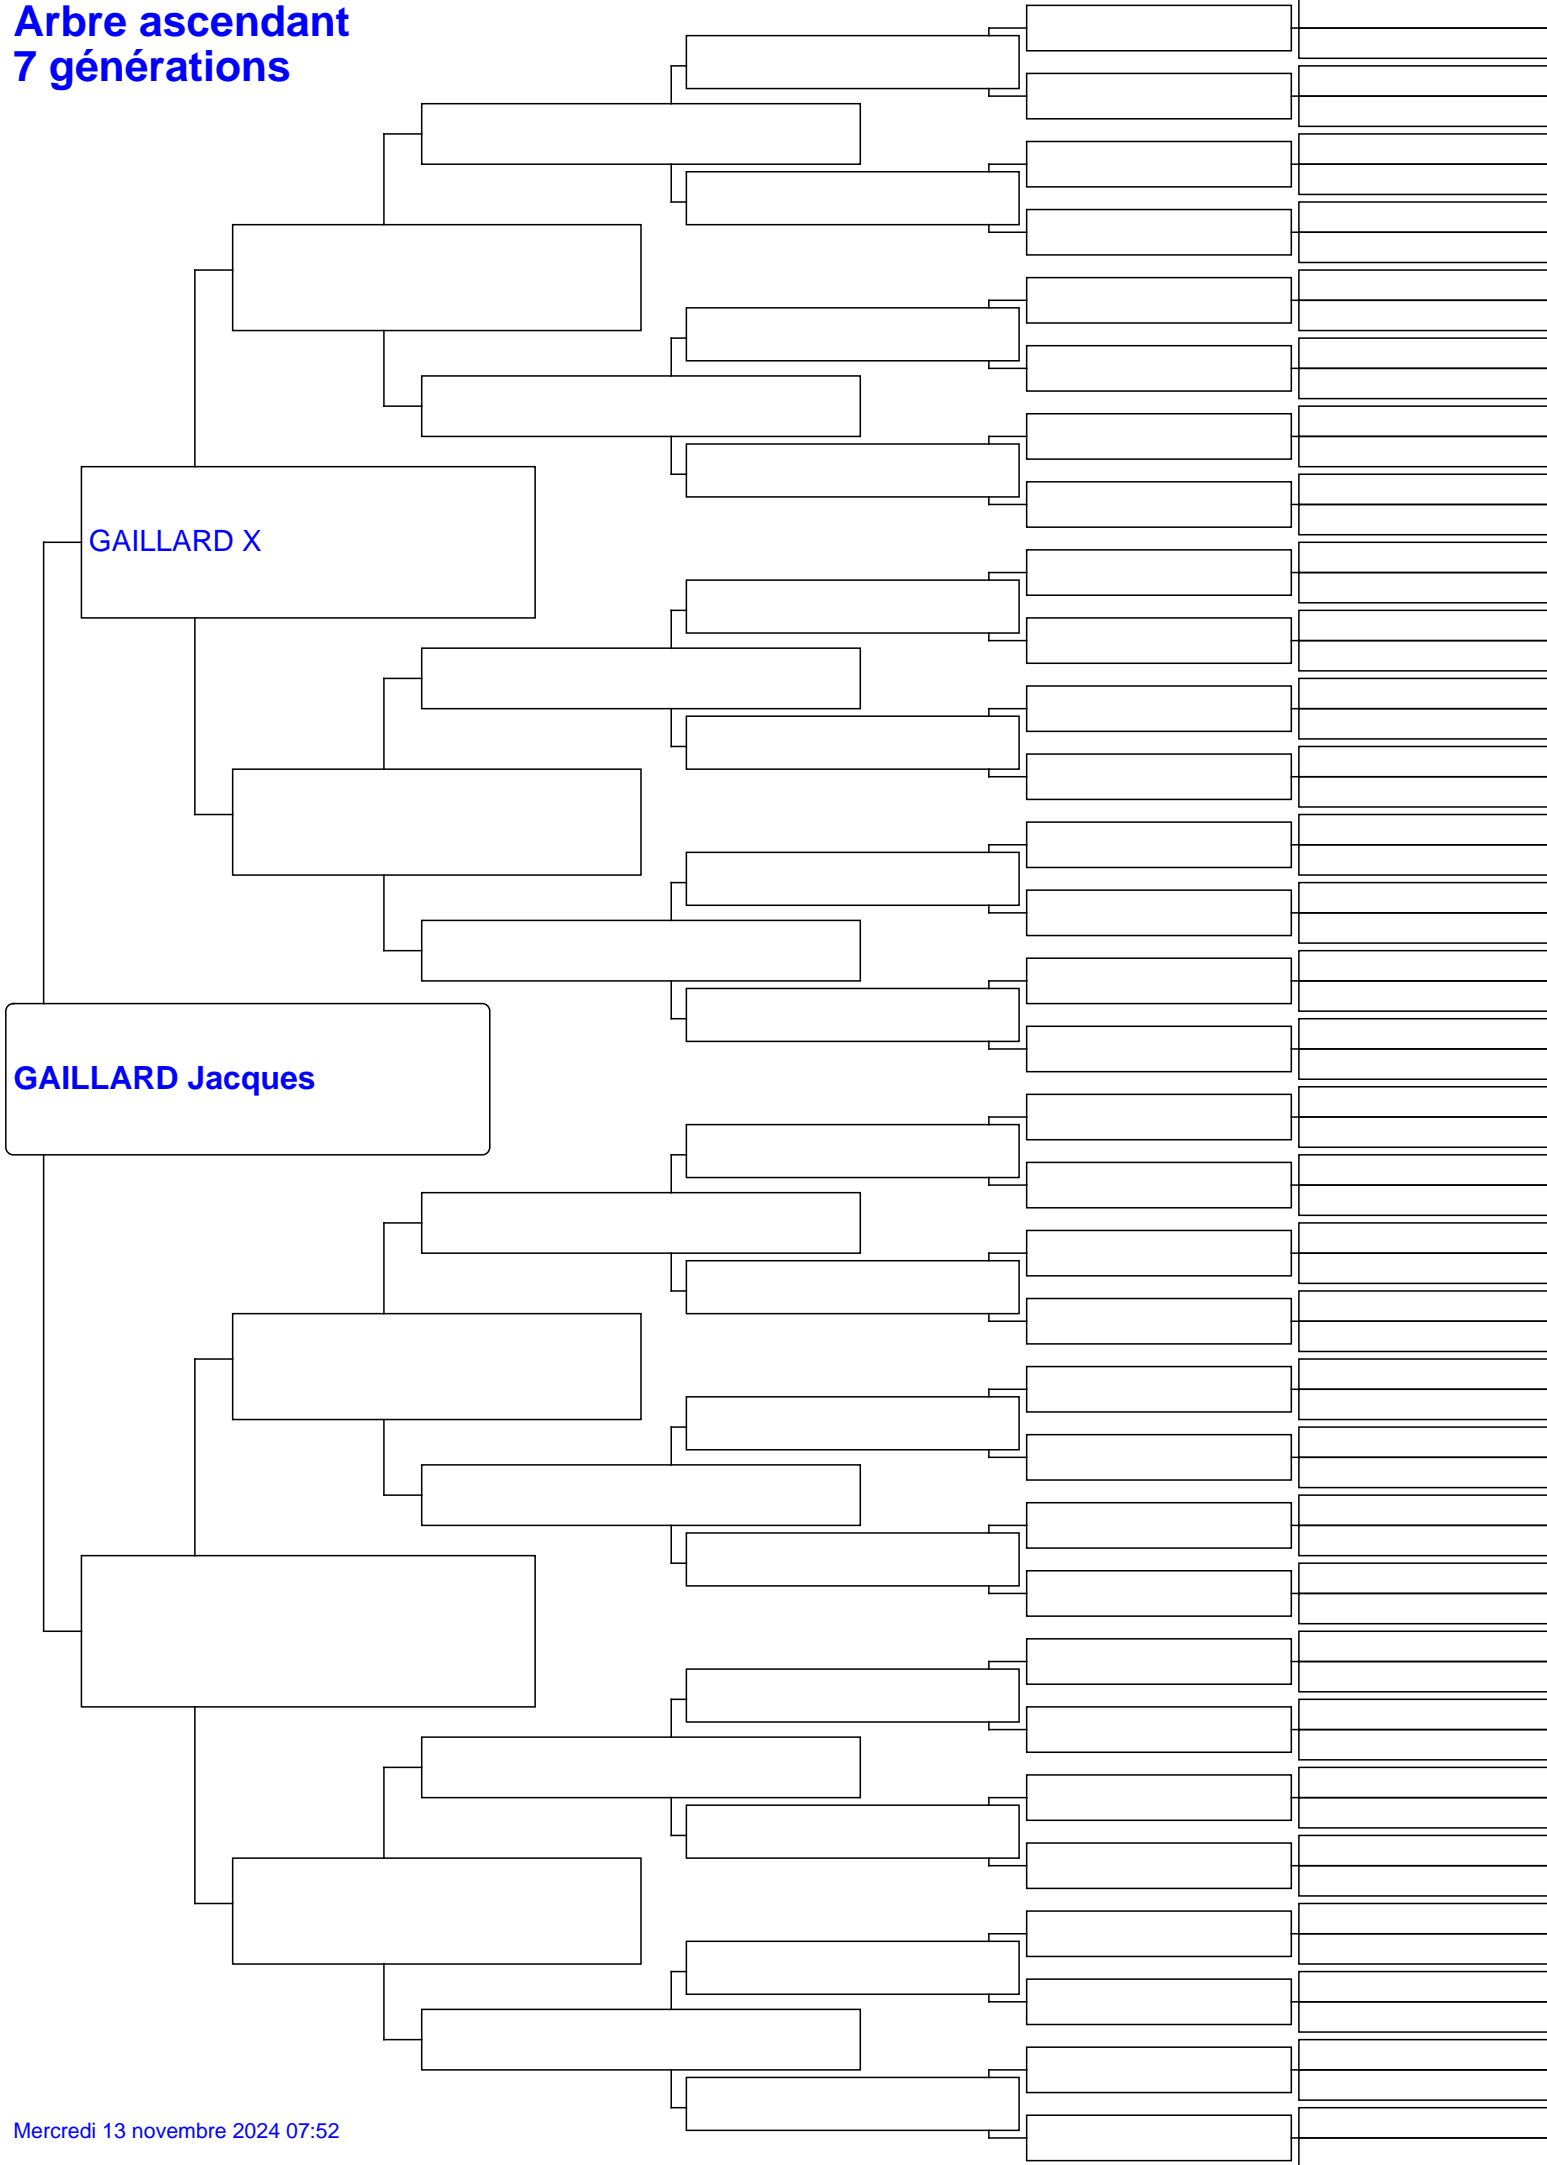 Arbre ascendant
7 générations
GAILLARD X
GAILLARD Jacques
Mercredi 13 novembre 2024 07:52